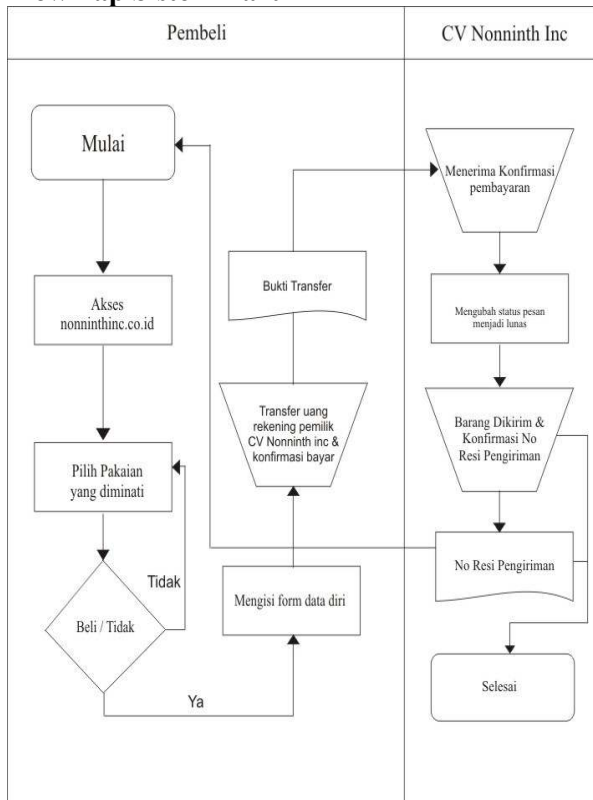 Pembeli
CV Nonninth Inc
Mulai
Akses
nonninthinc.co.id
Pilih Pakaian
yang diminati
Tidak
Beli / Tidak
Ya
Bukti Transfer
Transfer uang
rekening pemilik
CV Nonninth inc &
konfirmasi bayar
Mengisi form data diri
Menerima Konfirmasi
pembayaran
Mengubah status pesan
menjadi lunas
Barang Dikirim &
Konfirmasi No
Resi Pengiriman
No Resi Pengiriman
Selesai